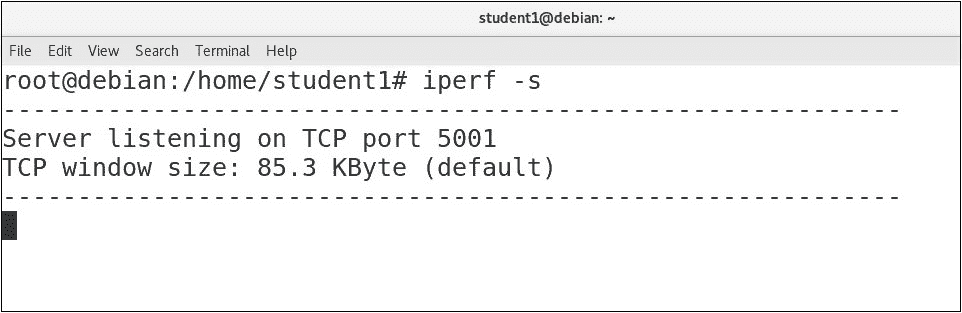 student1@debian: ~
File Edit View Search Terminal Help
root@debian:/home/student1# iperf -s
------------------------------------------------------------
Server listening on TCP port 5001
TCP window size: 85.3 KByte (default)
------------------------------------------------------------